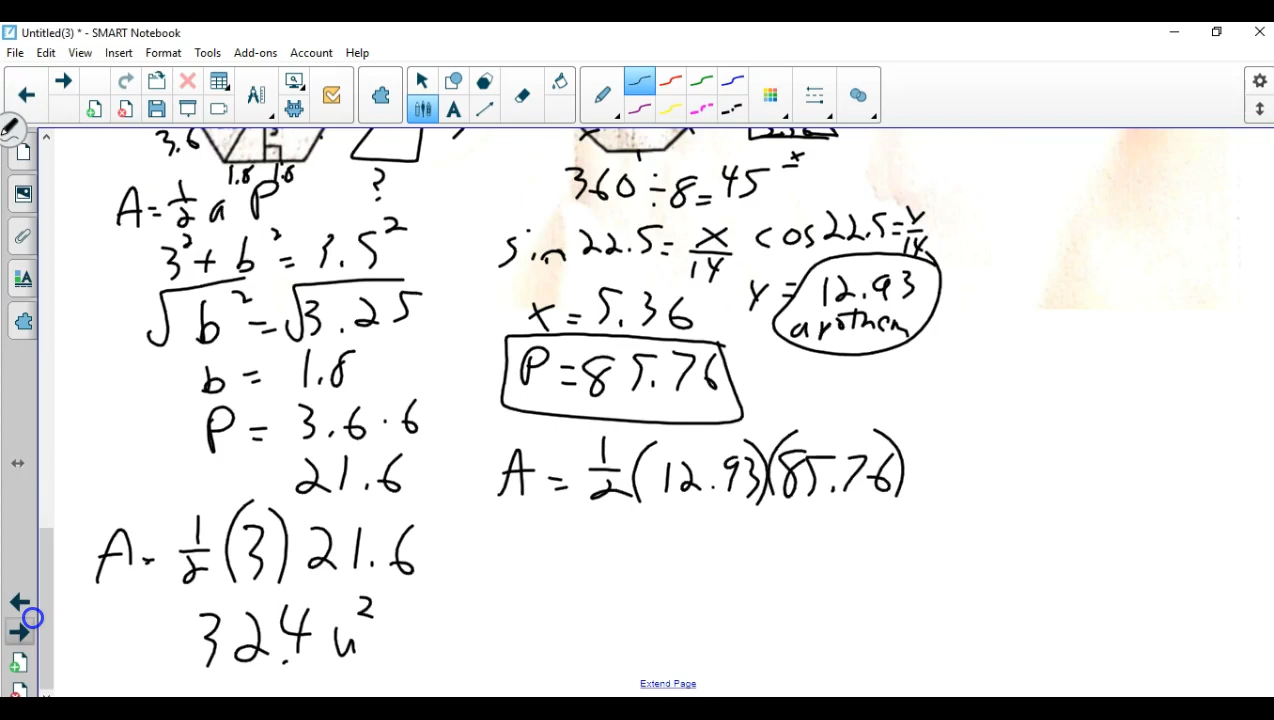 Untitled(3) * - SMART Notebook
File Edit View Insert Format Tools Add-ons Account Help
3.6
1.8 1.8
?
A = 1/2 a P
3² + b² = 3.5²
√b² = √3.25
b = 1.8
P = 3.6 · 6
21.6
A = 1/2 (3) 21.6
32.4 u²
x
360 ÷ 8 = 45
x
sin 22.5 = x/14
cos 22.5 = y/14
x = 5.36
y = 12.93
apothem
P = 85.76
A = 1/2 (12.93)(85.76)
Extend Page